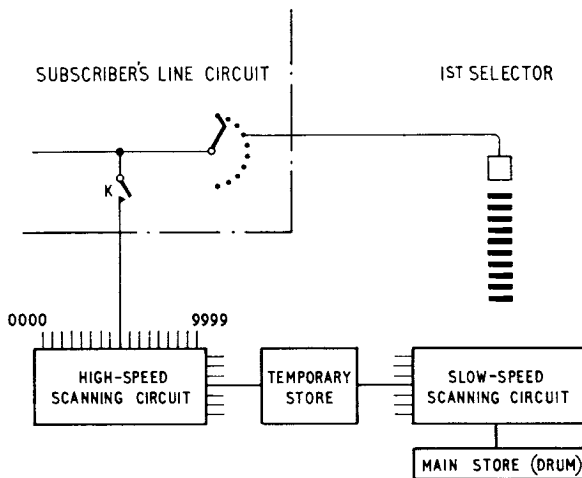 SUBSCRIBER'S LINE CIRCUIT
1ST SELECTOR
K
0000
9999
HIGH-SPEED
SCANNING CIRCUIT
TEMPORARY
STORE
SLOW-SPEED
SCANNING CIRCUIT
MAIN STORE (DRUM)